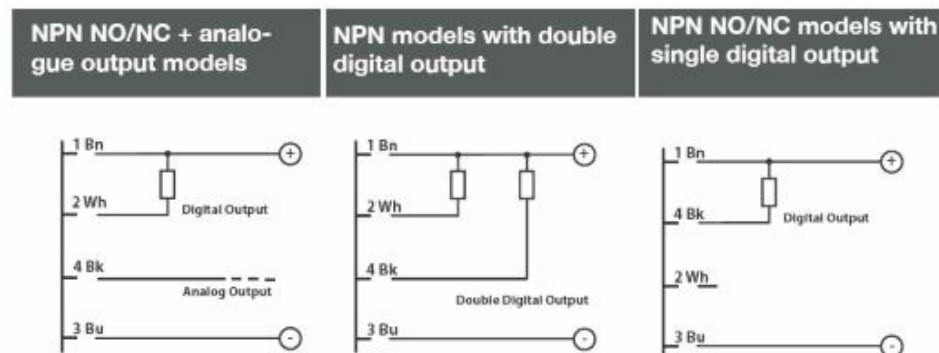 NPN NO/NC + analo-
gue output models
NPN models with double
digital output
NPN NO/NC models with
single digital output
1 Bn
+
2 Wh
Digital Output
4 Bk
Analog Output
3 Bu
-
1 Bn
+
2 Wh
4 Bk
Double Digital Output
3 Bu
-
1 Bn
+
4 Bk
Digital Output
2 Wh
3 Bu
-